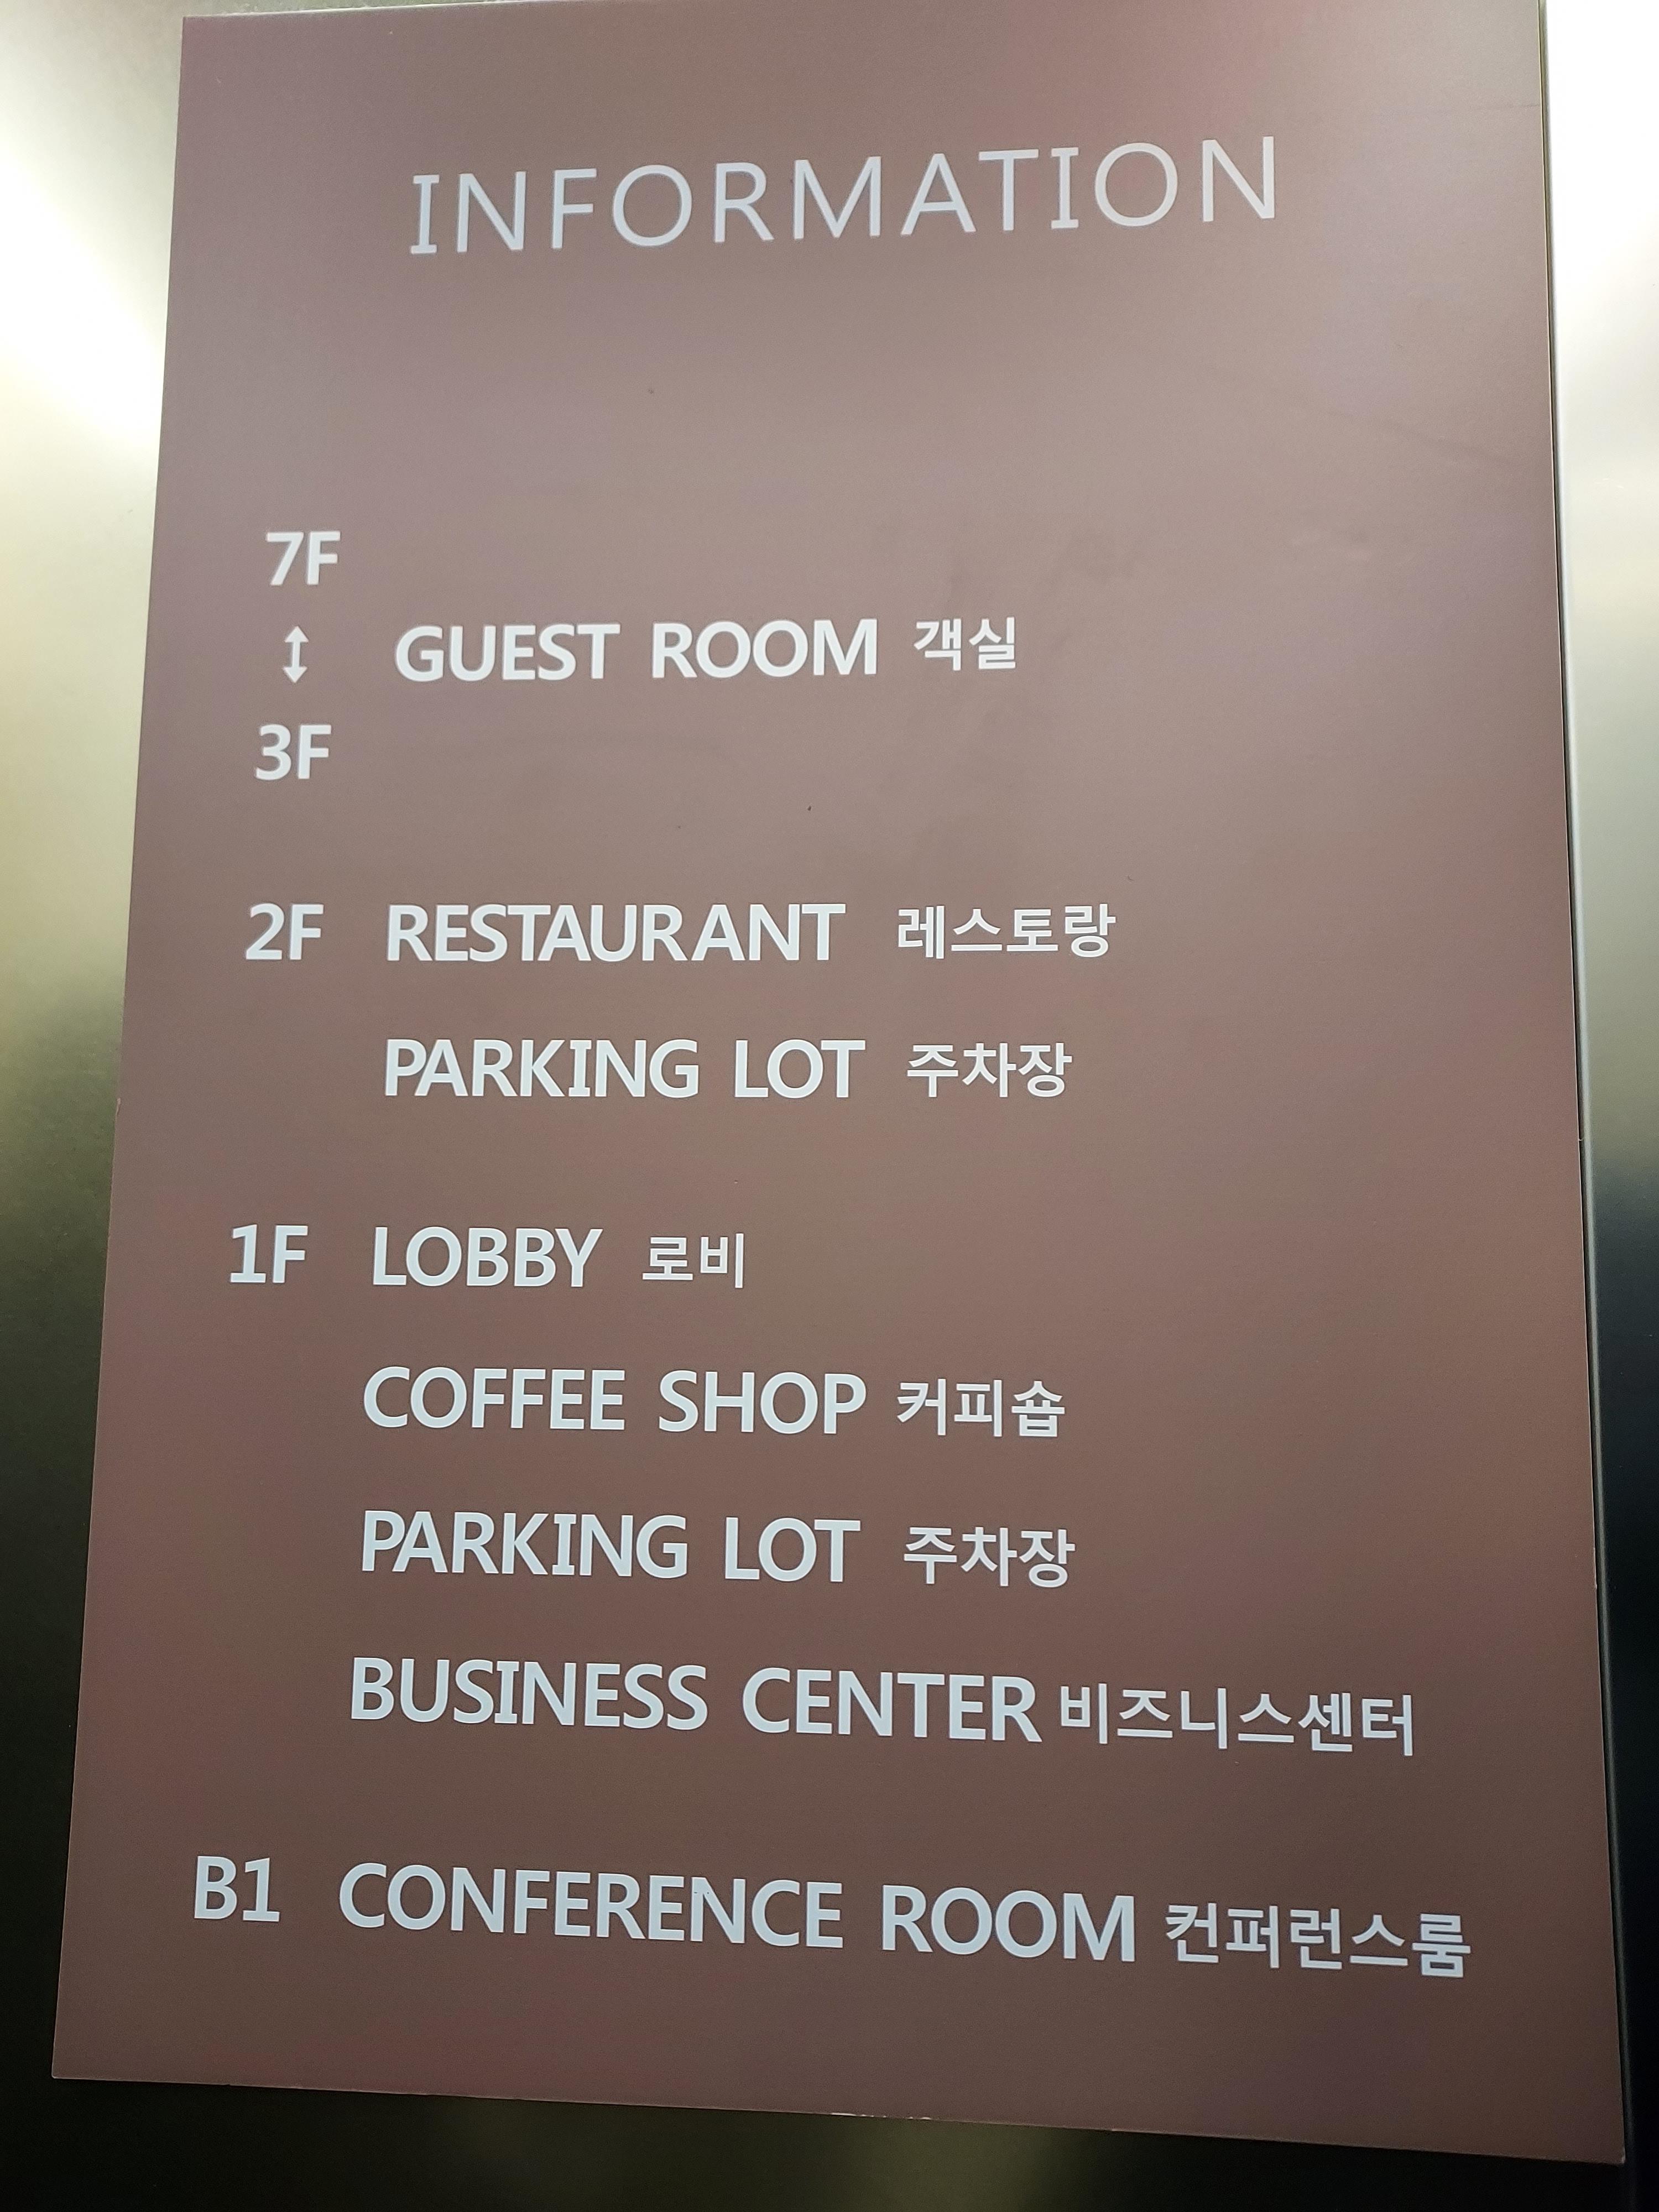 INFORMATION
7F
↕ GUEST ROOM 객실
3F
2F RESTAURANT 레스토랑
PARKING LOT 주차장
1F LOBBY 로비
COFFEE SHOP 커피숍
PARKING LOT 주차장
BUSINESS CENTER 비즈니스센터
B1 CONFERENCE ROOM 컨퍼런스룸